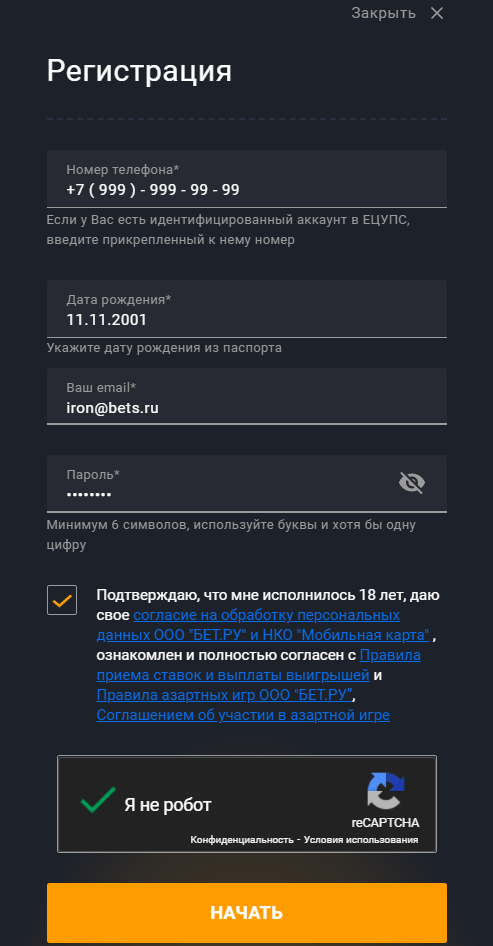 Закрыть
Регистрация
Номер телефона*
+7 ( 999 ) - 999 - 99 - 99
Если у Вас есть идентифицированный аккаунт в ЕЦУПС,
введите прикрепленный к нему номер
Дата рождения*
11.11.2001
Укажите дату рождения из паспорта
Ваш email*
iron@bets.ru
Пароль*
••••••••
Минимум 6 символов, используйте буквы и хотя бы одну
цифру
Подтверждаю, что мне исполнилось 18 лет, даю
свое согласие на обработку персональных
данных ООО "БЕТ.РУ" и НКО "Мобильная карта" ,
ознакомлен и полностью согласен с Правила
приема ставок и выплаты выигрышей и
Правила азартных игр ООО "БЕТ.РУ",
Соглашением об участии в азартной игре
Я не робот
reCAPTCHA
Конфиденциальность - Условия использования
НАЧАТЬ